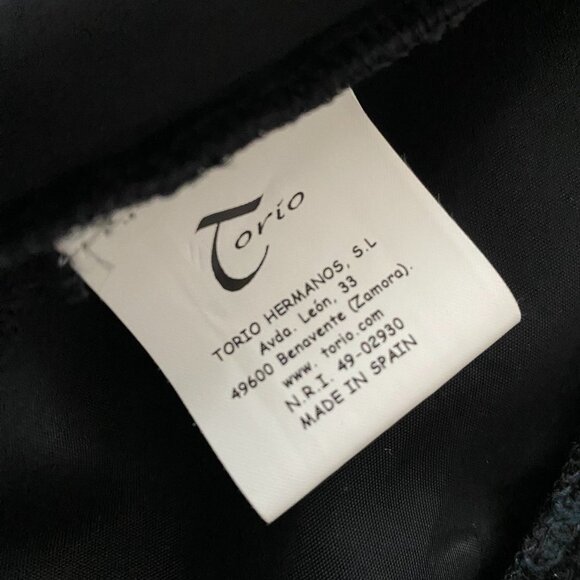 Torio
TORIO HERMANOS, S.L
Avda. León, 33
49600 Benavente (Zamora).
www. torio.com
N.R.I. 49-02930
MADE IN SPAIN